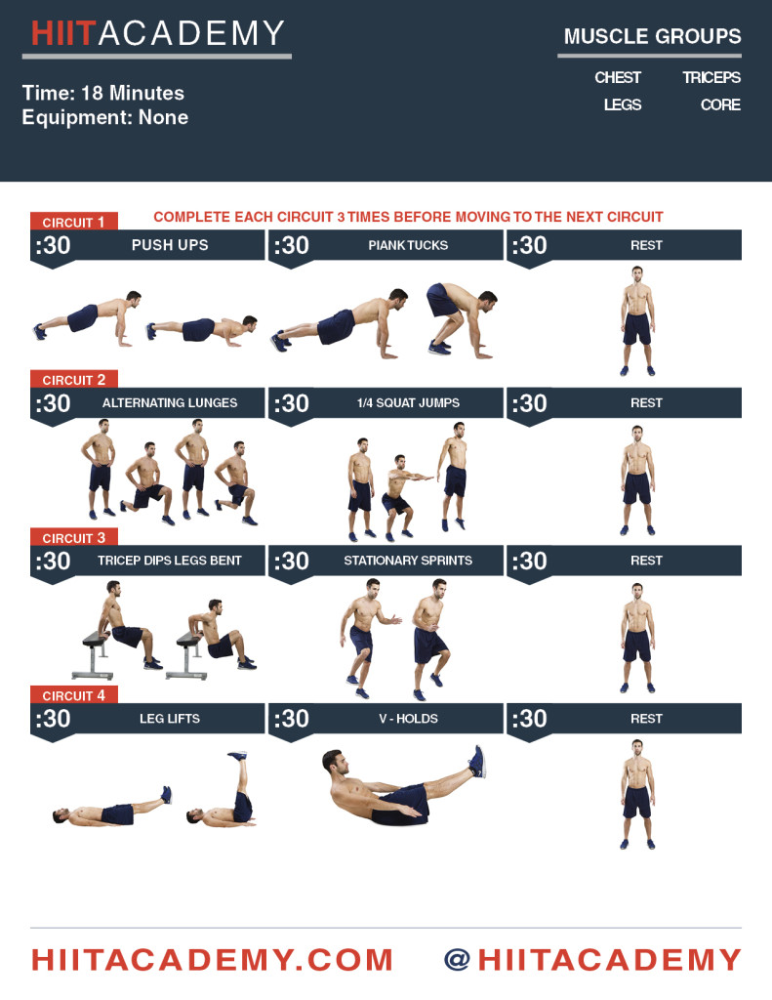 HIITACADEMY
Time: 18 Minutes
Equipment: None
MUSCLE GROUPS
CHEST TRICEPS
LEGS CORE
COMPLETE EACH CIRCUIT 3 TIMES BEFORE MOVING TO THE NEXT CIRCUIT
CIRCUIT 1
:30 PUSH UPS :30 PIANK TUCKS :30 REST
CIRCUIT 2
:30 ALTERNATING LUNGES :30 1/4 SQUAT JUMPS :30 REST
CIRCUIT 3
:30 TRICEP DIPS LEGS BENT :30 STATIONARY SPRINTS :30 REST
CIRCUIT 4
:30 LEG LIFTS :30 V - HOLDS :30 REST
HIITACADEMY.COM @HIITACADEMY